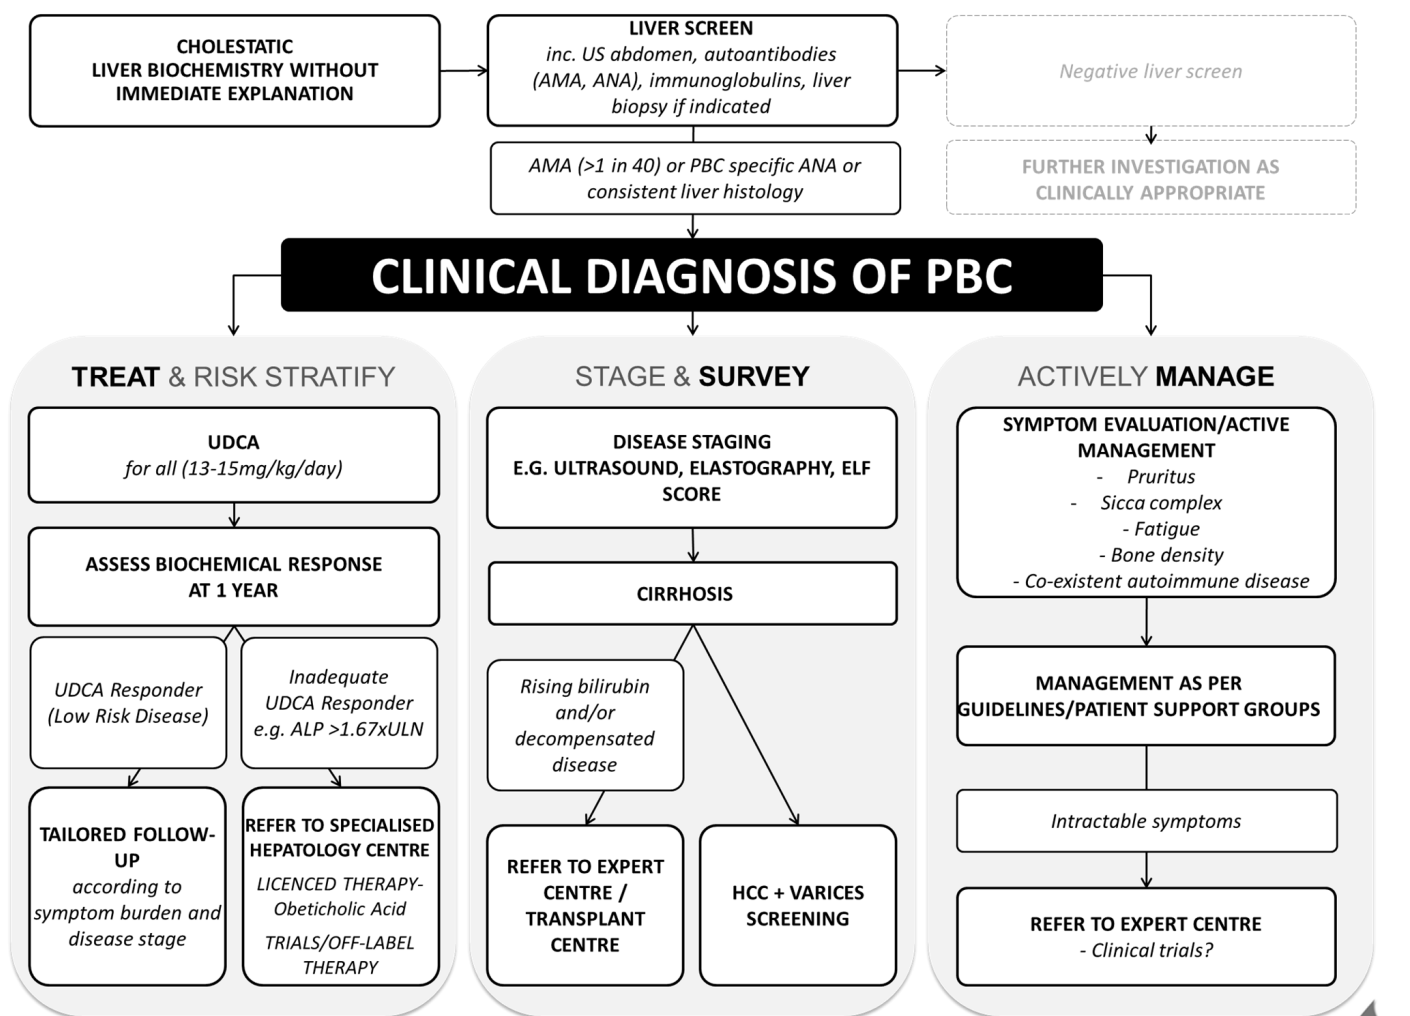 CHOLESTATIC
LIVER BIOCHEMISTRY WITHOUT
IMMEDIATE EXPLANATION
LIVER SCREEN
inc. US abdomen, autoantibodies
(AMA, ANA), immunoglobulins, liver
biopsy if indicated
Negative liver screen
AMA (>1 in 40) or PBC specific ANA or
consistent liver histology
FURTHER INVESTIGATION AS
CLINICALLY APPROPRIATE
CLINICAL DIAGNOSIS OF PBC
TREAT & RISK STRATIFY
UDCA
for all (13-15mg/kg/day)
ASSESS BIOCHEMICAL RESPONSE
AT 1 YEAR
UDCA Responder
(Low Risk Disease)
Inadequate
UDCA Responder
e.g. ALP >1.67xULN
TAILORED FOLLOW-
UP
according to
symptom burden and
disease stage
REFER TO SPECIALISED
HEPATOLOGY CENTRE
LICENCED THERAPY-
Obeticholic Acid
TRIALS/OFF-LABEL
THERAPY
STAGE & SURVEY
DISEASE STAGING
E.G. ULTRASOUND, ELASTOGRAPHY, ELF
SCORE
CIRRHOSIS
Rising bilirubin
and/or
decompensated
disease
REFER TO EXPERT
CENTRE /
TRANSPLANT
CENTRE
HCC + VARICES
SCREENING
ACTIVELY MANAGE
SYMPTOM EVALUATION/ACTIVE
MANAGEMENT
- Pruritus
- Sicca complex
- Fatigue
- Bone density
- Co-existent autoimmune disease
MANAGEMENT AS PER
GUIDELINES/PATIENT SUPPORT GROUPS
Intractable symptoms
REFER TO EXPERT CENTRE
- Clinical trials?